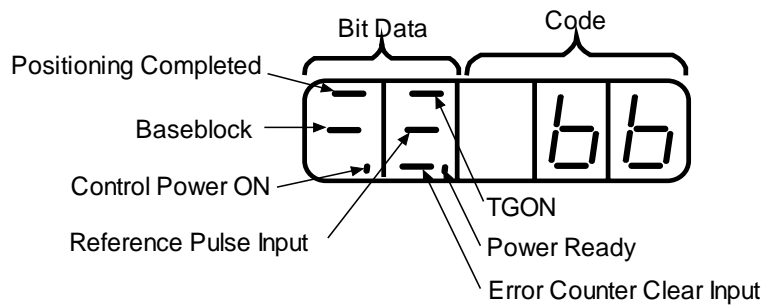 Bit Data
Code
Positioning Completed
Baseblock
bb
Control Power ON
TGON
Reference Pulse Input
Power Ready
Error Counter Clear Input